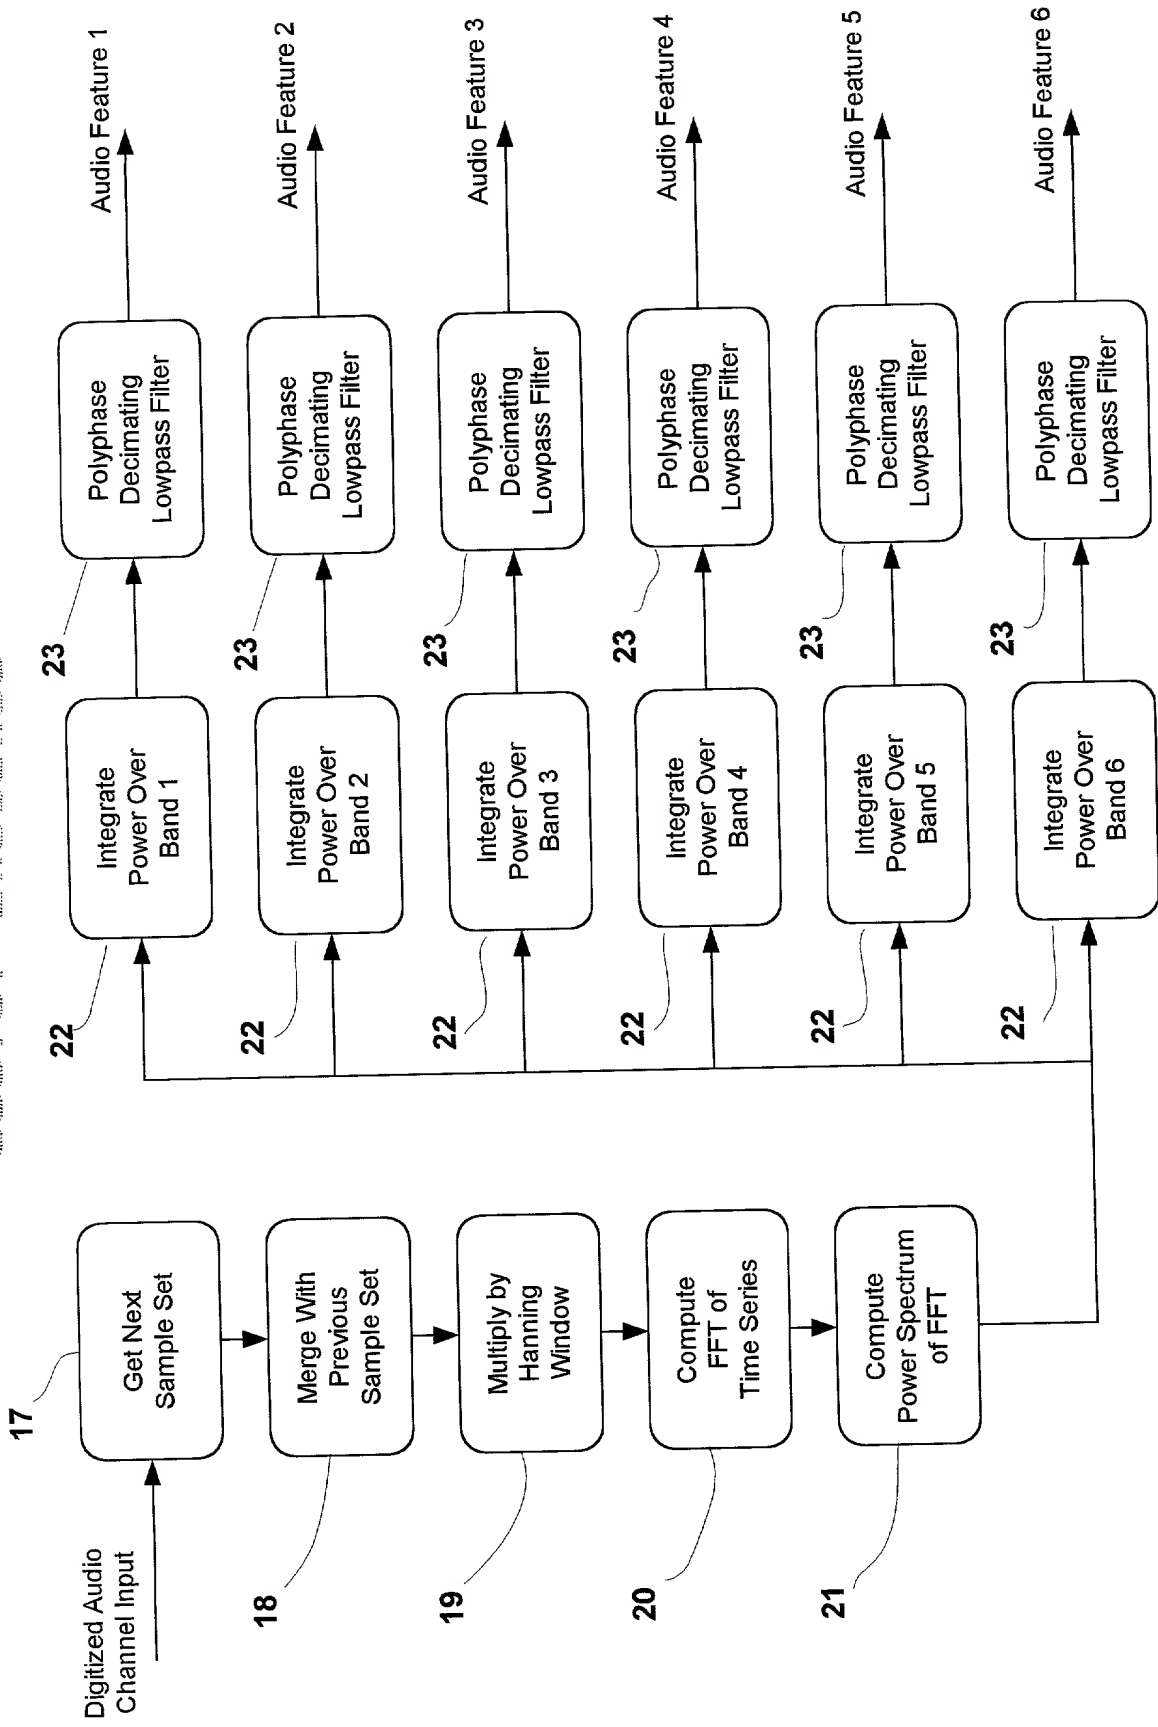 Digitized Audio
Channel Input
17
Get Next
Sample Set
18
Merge With
Previous
Sample Set
19
Multiply by
Hanning
Window
20
Compute
FFT of
Time Series
21
Compute
Power Spectrum
of FFT
22
Integrate
Power Over
Band 1
23
Polyphase
Decimating
Lowpass Filter
Audio Feature 1
22
Integrate
Power Over
Band 2
23
Polyphase
Decimating
Lowpass Filter
Audio Feature 2
22
Integrate
Power Over
Band 3
23
Polyphase
Decimating
Lowpass Filter
Audio Feature 3
22
Integrate
Power Over
Band 4
23
Polyphase
Decimating
Lowpass Filter
Audio Feature 4
22
Integrate
Power Over
Band 5
23
Polyphase
Decimating
Lowpass Filter
Audio Feature 5
22
Integrate
Power Over
Band 6
23
Polyphase
Decimating
Lowpass Filter
Audio Feature 6